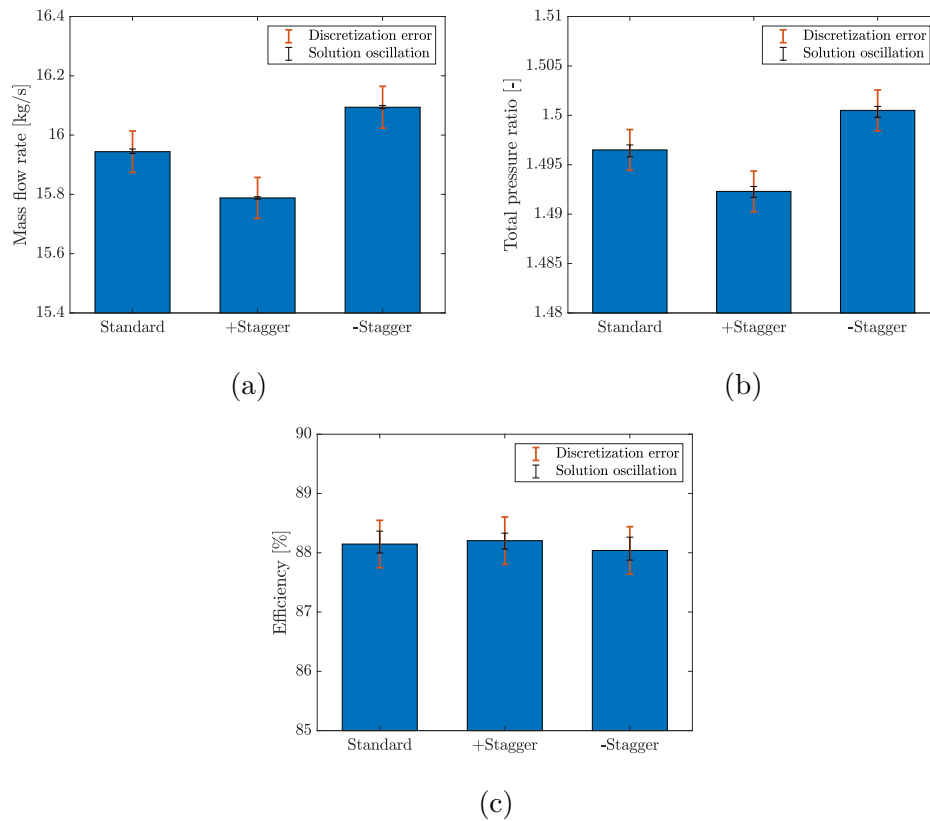 16.4
16.2
16
15.8
15.6
15.4
Mass flow rate [kg/s]
Discretization error
Solution oscillation
Standard +Stagger -Stagger
(a)
1.51
1.505
1.5
1.495
1.49
1.485
1.48
Total pressure ratio [-]
Discretization error
Solution oscillation
Standard +Stagger -Stagger
(b)
90
89
88
87
86
85
Efficiency [%]
Discretization error
Solution oscillation
Standard +Stagger -Stagger
(c)